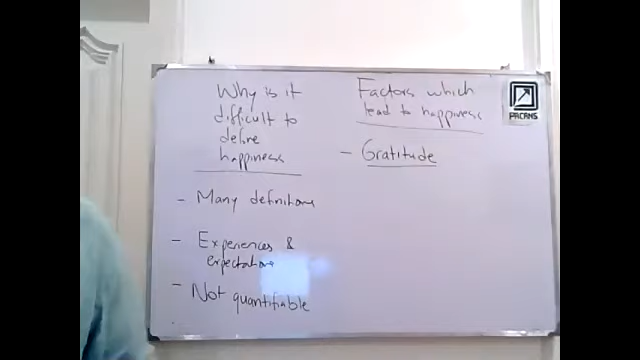 Why is it
difficult to
define
happiness
- Many definitions
- Experiences &
expectations
- Not quantifiable
Factors which
lead to happiness
- Gratitude
PACANS